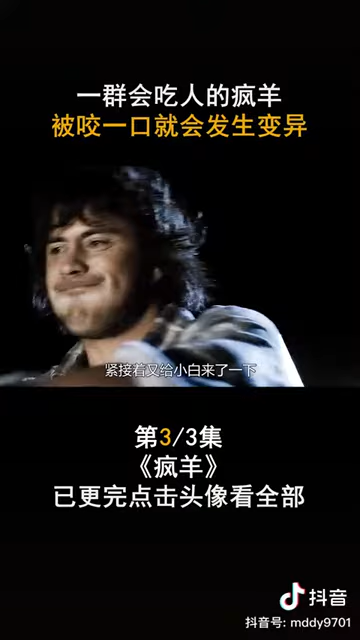 一群会吃人的疯羊
被咬一口就会发生变异
紧接着又给小白来了一下
第3/3集
《疯羊》
已更完点击头像看全部
抖音
抖音号: mddy9701